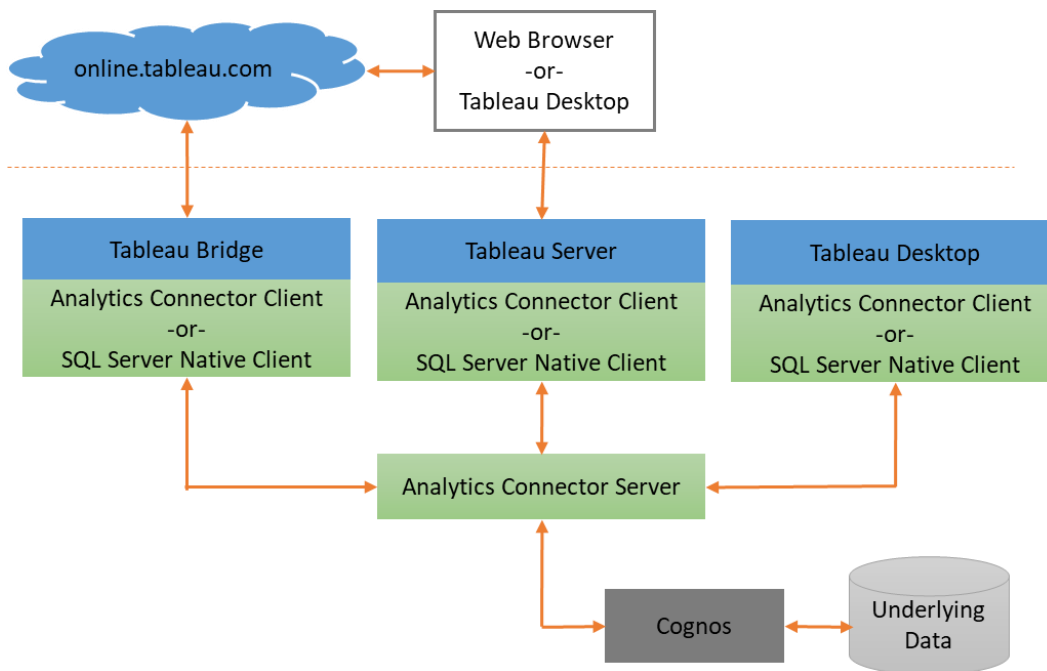 online.tableau.com
Web Browser
-or-
Tableau Desktop
Tableau Bridge
Analytics Connector Client
-or-
SQL Server Native Client
Tableau Server
Analytics Connector Client
-or-
SQL Server Native Client
Tableau Desktop
Analytics Connector Client
-or-
SQL Server Native Client
Analytics Connector Server
Cognos
Underlying
Data